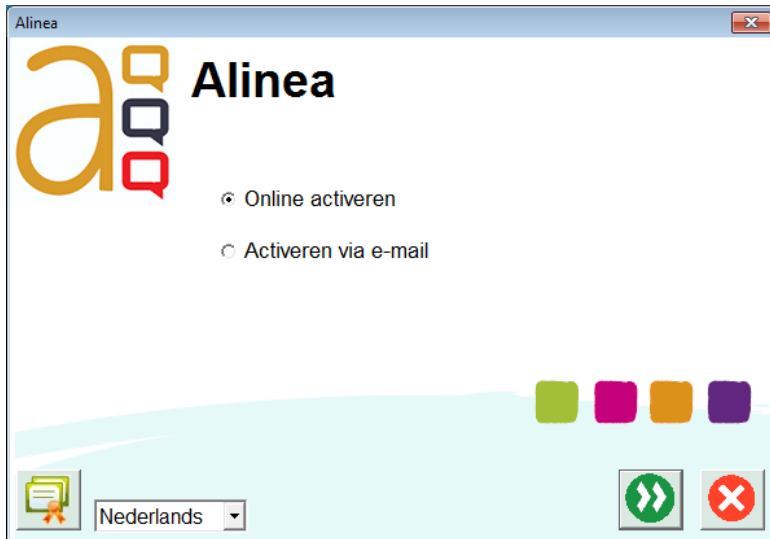 Alinea
Alinea
Online activeren
Activeren via e-mail
Nederlands